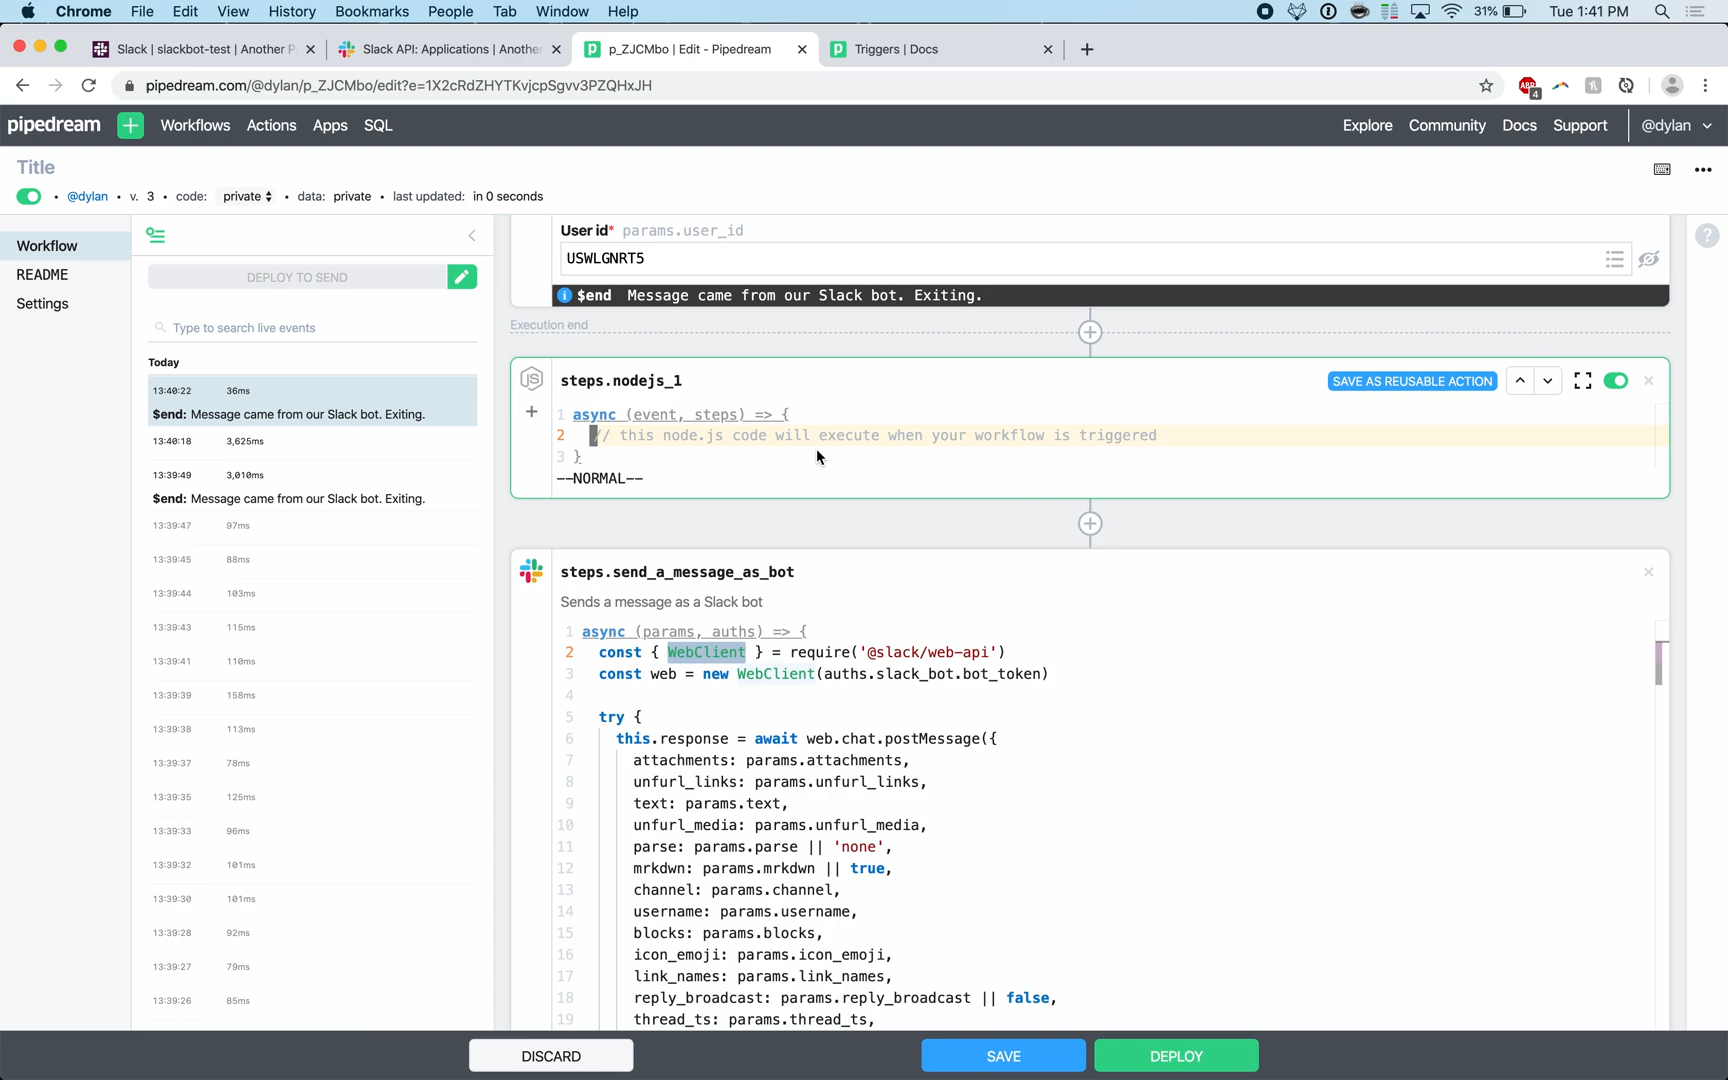 Chrome File Edit View History Bookmarks People Tab Window Help 31% Tue 1:41 PM
Slack | slackbot-test | Another P
Slack API: Applications | Another
p_ZJCMbo | Edit - Pipedream
Triggers | Docs
pipedream.com/@dylan/p_ZJCMbo/edit?e=1X2cRdZHYTKvjcpSgvv3PZQHxJH
ABP 4
pipedream + Workflows Actions Apps SQL Explore Community Docs Support @dylan
Title
• @dylan • v. 3 • code: private • data: private • last updated: in 0 seconds
Workflow
README
Settings
DEPLOY TO SEND
Type to search live events
Today
13:40:22 36ms
$end: Message came from our Slack bot. Exiting.
13:40:18 3,625ms
13:39:49 3,010ms
$end: Message came from our Slack bot. Exiting.
13:39:47 97ms
13:39:45 88ms
13:39:44 103ms
13:39:43 115ms
13:39:41 110ms
13:39:39 158ms
13:39:38 113ms
13:39:37 78ms
13:39:35 125ms
13:39:33 96ms
13:39:32 101ms
13:39:30 101ms
13:39:28 92ms
13:39:27 79ms
13:39:26 85ms
User id* params.user_id
USWLGNRT5
$end Message came from our Slack bot. Exiting.
Execution end
JS steps.nodejs_1 SAVE AS REUSABLE ACTION
1 async (event, steps) => {
2 // this node.js code will execute when your workflow is triggered
3 }
--NORMAL--
steps.send_a_message_as_bot
Sends a message as a Slack bot
1 async (params, auths) => {
2 const { WebClient } = require('@slack/web-api')
3 const web = new WebClient(auths.slack_bot.bot_token)
4
5 try {
6 this.response = await web.chat.postMessage({
7 attachments: params.attachments,
8 unfurl_links: params.unfurl_links,
9 text: params.text,
10 unfurl_media: params.unfurl_media,
11 parse: params.parse || 'none',
12 mrkdwn: params.mrkdwn || true,
13 channel: params.channel,
14 username: params.username,
15 blocks: params.blocks,
16 icon_emoji: params.icon_emoji,
17 link_names: params.link_names,
18 reply_broadcast: params.reply_broadcast || false,
19 thread_ts: params.thread_ts,
DISCARD SAVE DEPLOY